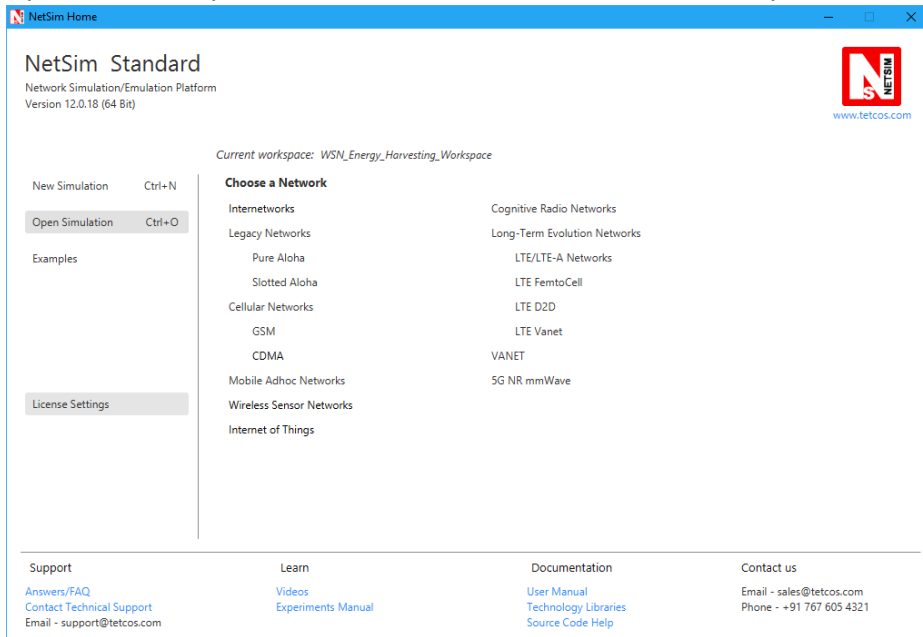 NetSim Home
NetSim Standard
Network Simulation/Emulation Platform
Version 12.0.18 (64 Bit)
NETSIM
NS
www.tetcos.com
Current workspace: WSN_Energy_Harvesting_Workspace
New Simulation Ctrl+N
Open Simulation Ctrl+O
Examples
License Settings
Choose a Network
Internetworks
Legacy Networks
Pure Aloha
Slotted Aloha
Cellular Networks
GSM
CDMA
Mobile Adhoc Networks
Wireless Sensor Networks
Internet of Things
Cognitive Radio Networks
Long-Term Evolution Networks
LTE/LTE-A Networks
LTE FemtoCell
LTE D2D
LTE Vanet
VANET
5G NR mmWave
Support
Answers/FAQ
Contact Technical Support
Email - support@tetcos.com
Learn
Videos
Experiments Manual
Documentation
User Manual
Technology Libraries
Source Code Help
Contact us
Email - sales@tetcos.com
Phone - +91 767 605 4321